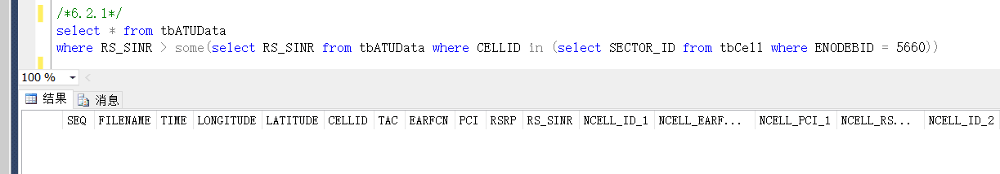 /*6.2.1*/
select * from tbATUData
where RS_SINR > some(select RS_SINR from tbATUData where CELLID in (select SECTOR_ID from tbCell where ENODEBID = 5660))
100 %
结果 消息
SEQ FILENAME TIME LONGITUDE LATITUDE CELLID TAC EARFCN PCI RSRP RS_SINR NCELL_ID_1 NCELL_EARF... NCELL_PCI_1 NCELL_RS... NCELL_ID_2